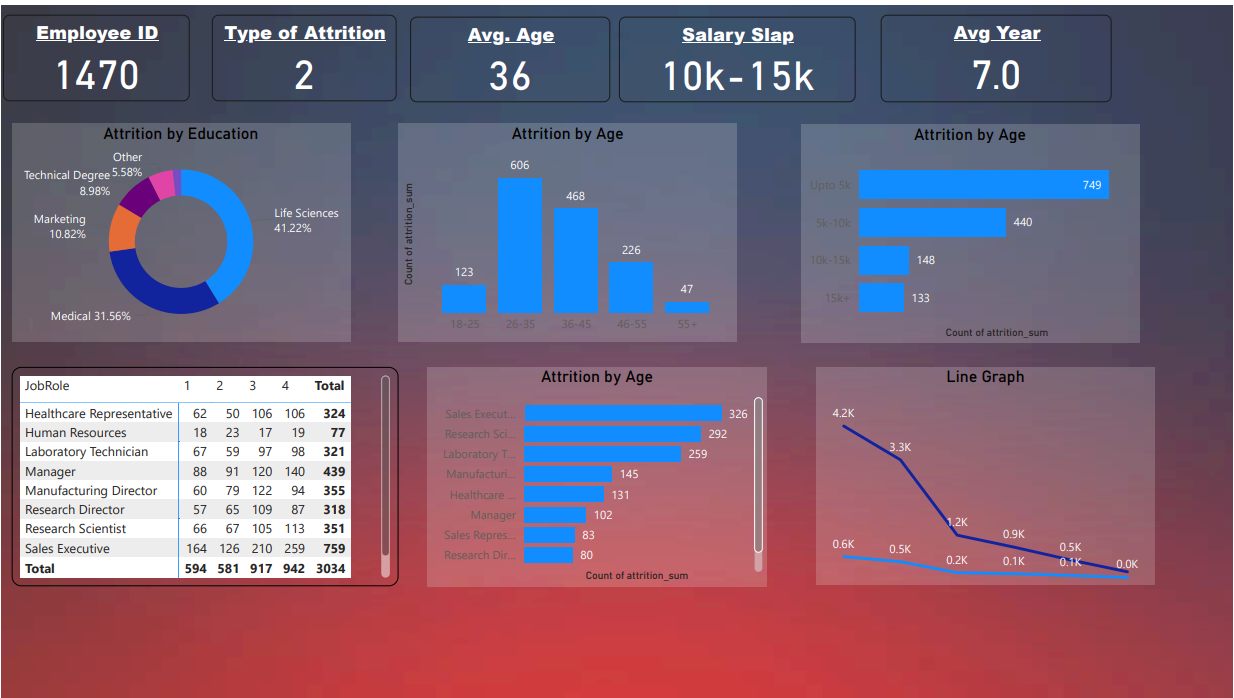 Employee ID
1470
Type of Attrition
2
Avg. Age
36
Salary Slap
10k-15k
Avg Year
7.0
Attrition by Education
Other
5.58%
Technical Degree
8.98%
Marketing
10.82%
Life Sciences
41.22%
Medical 31.56%
Attrition by Age
Count of attrition_sum
123
606
468
226
47
18-25
26-35
36-45
46-55
55+
Attrition by Age
Upto 5k 749
5k-10k 440
10k-15k 148
15k+ 133
Count of attrition_sum
JobRole 1 2 3 4 Total
Healthcare Representative 62 50 106 106 324
Human Resources 18 23 17 19 77
Laboratory Technician 67 59 97 98 321
Manager 88 91 120 140 439
Manufacturing Director 60 79 122 94 355
Research Director 57 65 109 87 318
Research Scientist 66 67 105 113 351
Sales Executive 164 126 210 259 759
Total 594 581 917 942 3034
Attrition by Age
Sales Execut... 326
Research Sci... 292
Laboratory T... 259
Manufacturi... 145
Healthcare ... 131
Manager 102
Sales Repres... 83
Research Dir... 80
Count of attrition_sum
Line Graph
4.2K
3.3K
1.2K
0.9K
0.5K
0.0K
0.6K
0.5K
0.2K
0.1K
0.1K